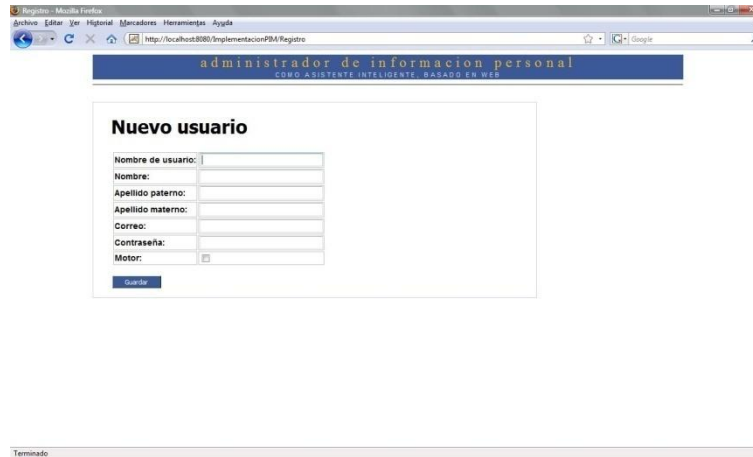 Registro - Mozilla Firefox
Archivo Editar Ver Historial Marcadores Herramientas Ayuda
http://localhost:8080/ImplementacionPIM/Registro
Google
administrador de informacion personal
COMO ASISTENTE INTELIGENTE, BASADO EN WEB
Nuevo usuario
Nombre de usuario:
Nombre:
Apellido paterno:
Apellido materno:
Correo:
Contraseña:
Motor:
Guardar
Terminado